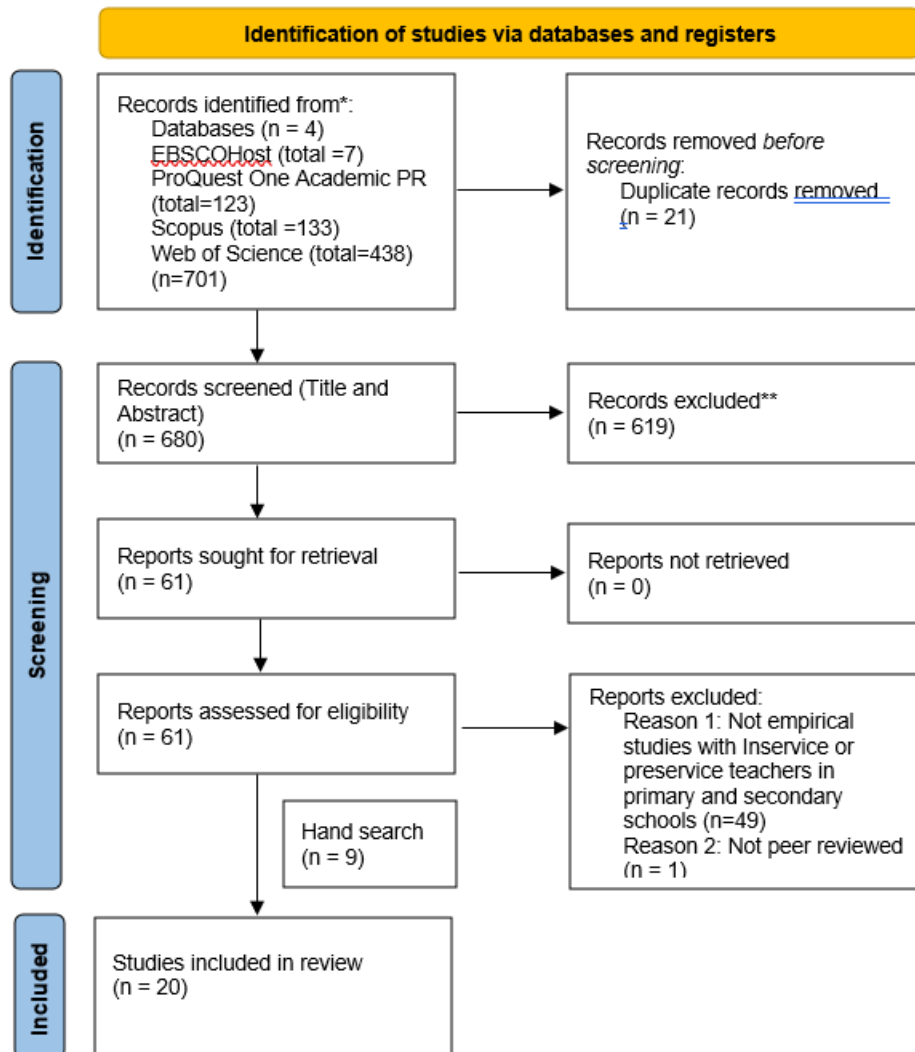 Identification of studies via databases and registers
Identification
Records identified from*:
Databases (n = 4)
EBSCOHost (total =7)
ProQuest One Academic PR
(total=123)
Scopus (total =133)
Web of Science (total=438)
(n=701)
Records removed before
screening:
Duplicate records removed
(n = 21)
Screening
Records screened (Title and
Abstract)
(n = 680)
Records excluded**
(n = 619)
Reports sought for retrieval
(n = 61)
Reports not retrieved
(n = 0)
Reports assessed for eligibility
(n = 61)
Reports excluded:
Reason 1: Not empirical
studies with Inservice or
preservice teachers in
primary and secondary
schools (n=49)
Reason 2: Not peer reviewed
(n = 1)
Hand search
(n = 9)
Included
Studies included in review
(n = 20)